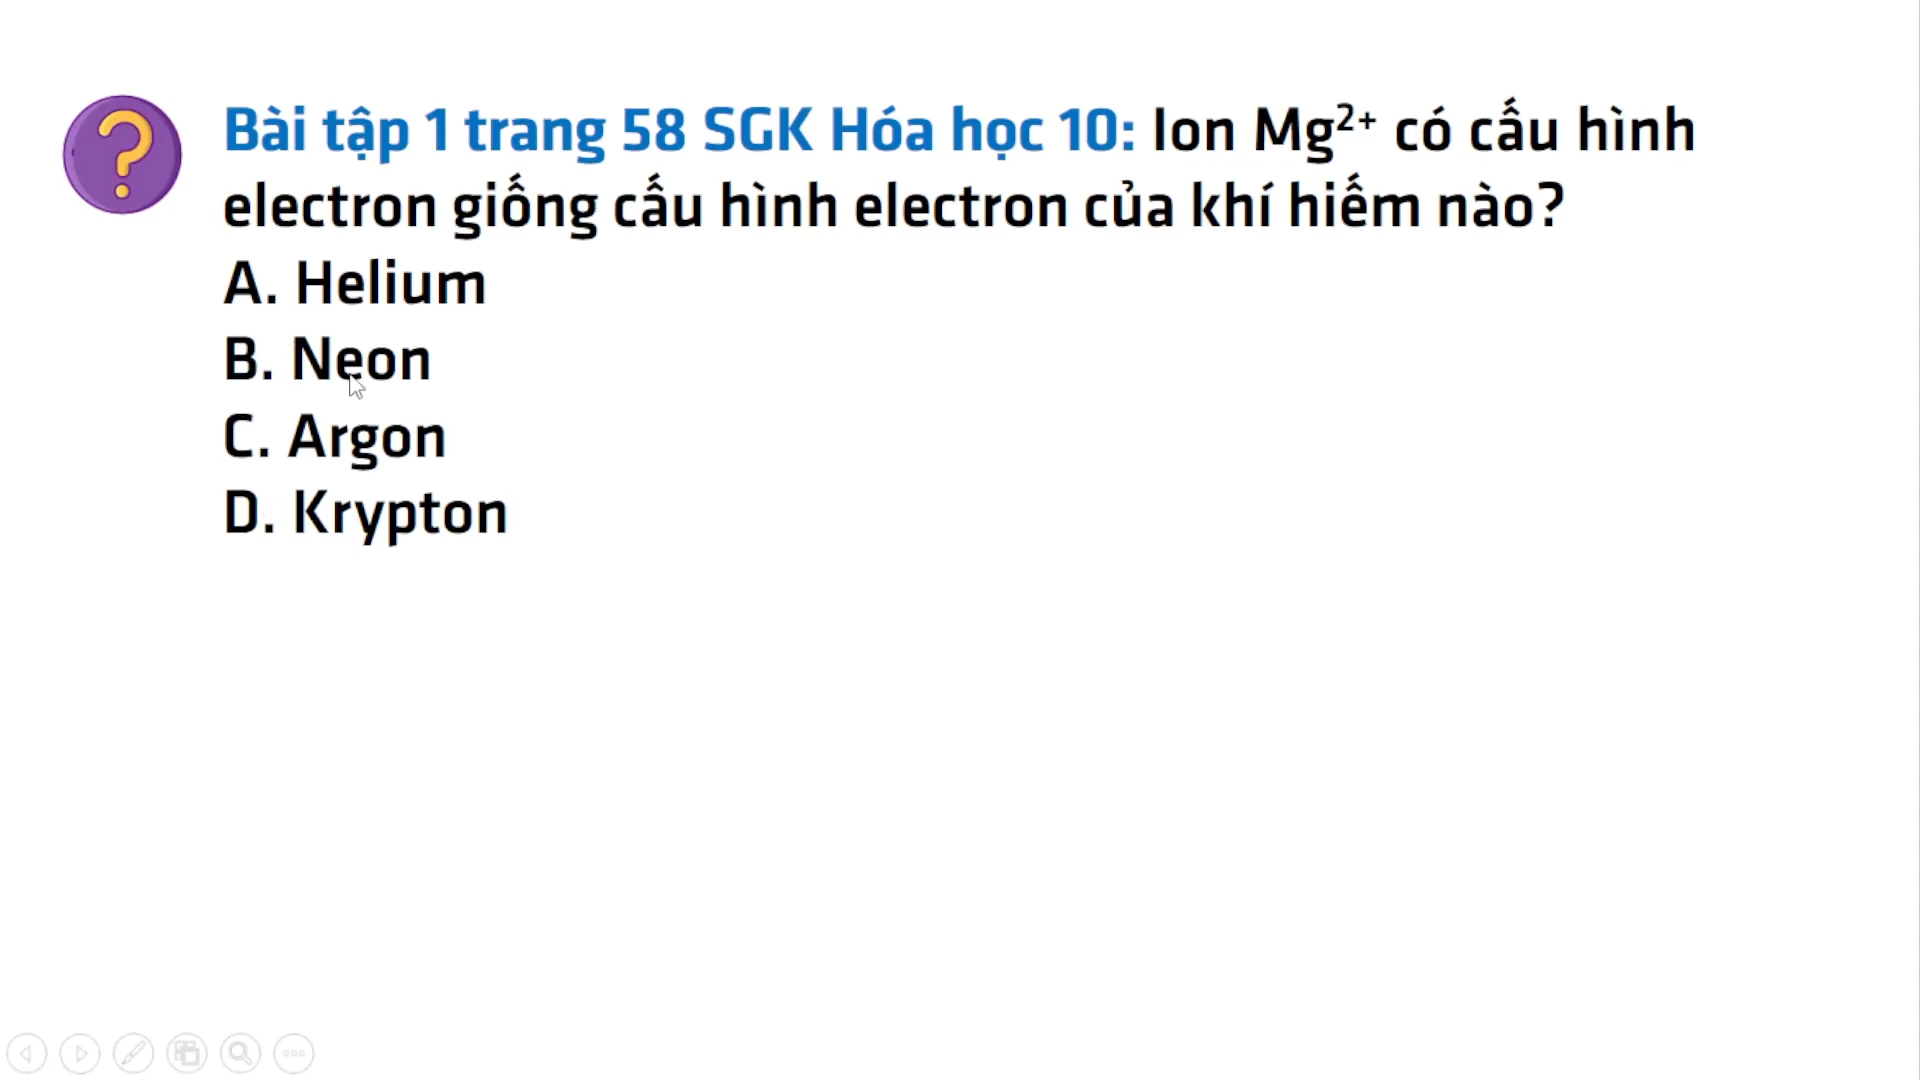 Bài tập 1 trang 58 SGK Hóa học 10: Ion Mg²⁺ có cấu hình
electron giống cấu hình electron của khí hiếm nào?
A. Helium
B. Neon
C. Argon
D. Krypton